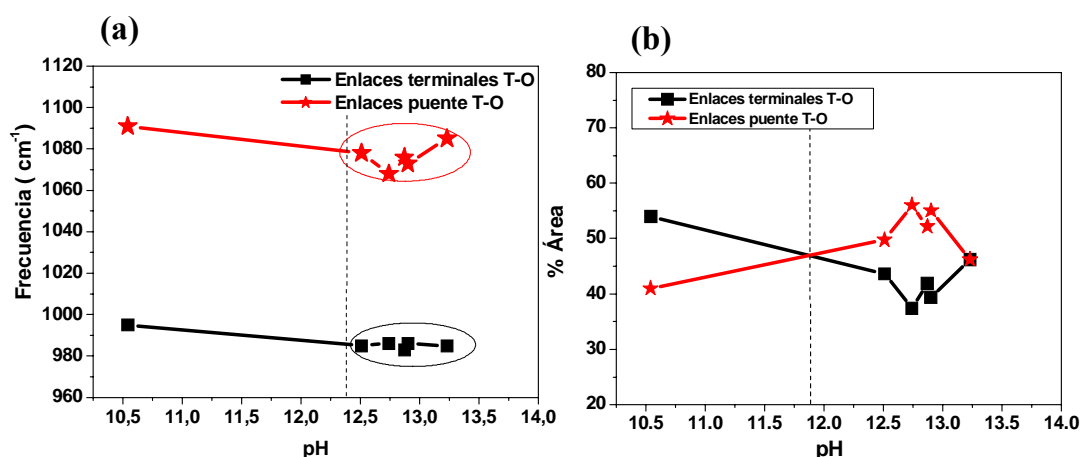 (a)
1120
1100
1080
1060
1040
1020
1000
980
960
Frecuencia ( cm-1)
Enlaces terminales T-O
Enlaces puente T-O
10,5 11,0 11,5 12,0 12,5 13,0 13,5 14,0
pH
(b)
80
70
60
50
40
30
20
% Área
Enlaces terminales T-O
Enlaces puente T-O
10.5 11.0 11.5 12.0 12.5 13.0 13.5 14.0
pH